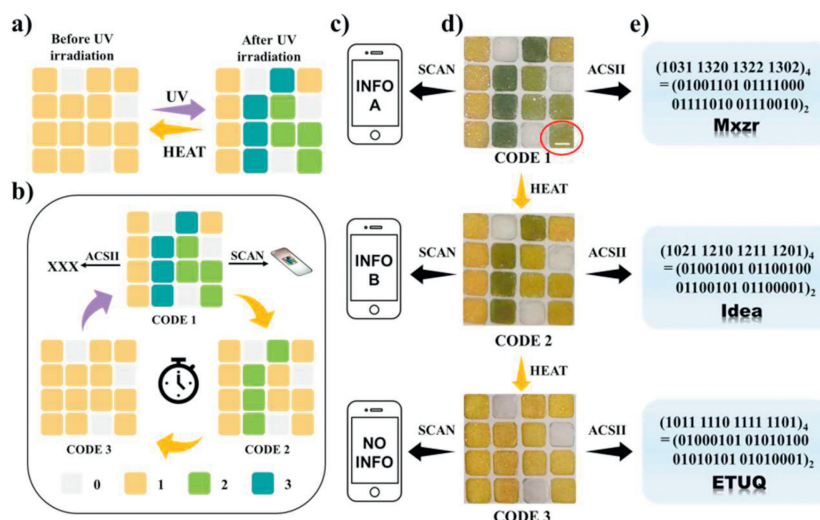 a)
Before UV
irradiation
After UV
irradiation
UV
HEAT
b)
XXX
ACSII
SCAN
CODE 1
CODE 3
CODE 2
0
1
2
3
c)
INFO
A
INFO
B
NO
INFO
d)
SCAN
ACSII
CODE 1
HEAT
SCAN
ACSII
CODE 2
HEAT
SCAN
ACSII
CODE 3
e)
(1031 1320 1322 1302)4
=(01001101 01111000
01111010 01110010)2
Mxzr
(1021 1210 1211 1201)4
=(01001001 01100100
01100101 01100001)2
Idea
(1011 1110 1111 1101)4
=(01000101 01010100
01010101 01010001)2
ETUQ